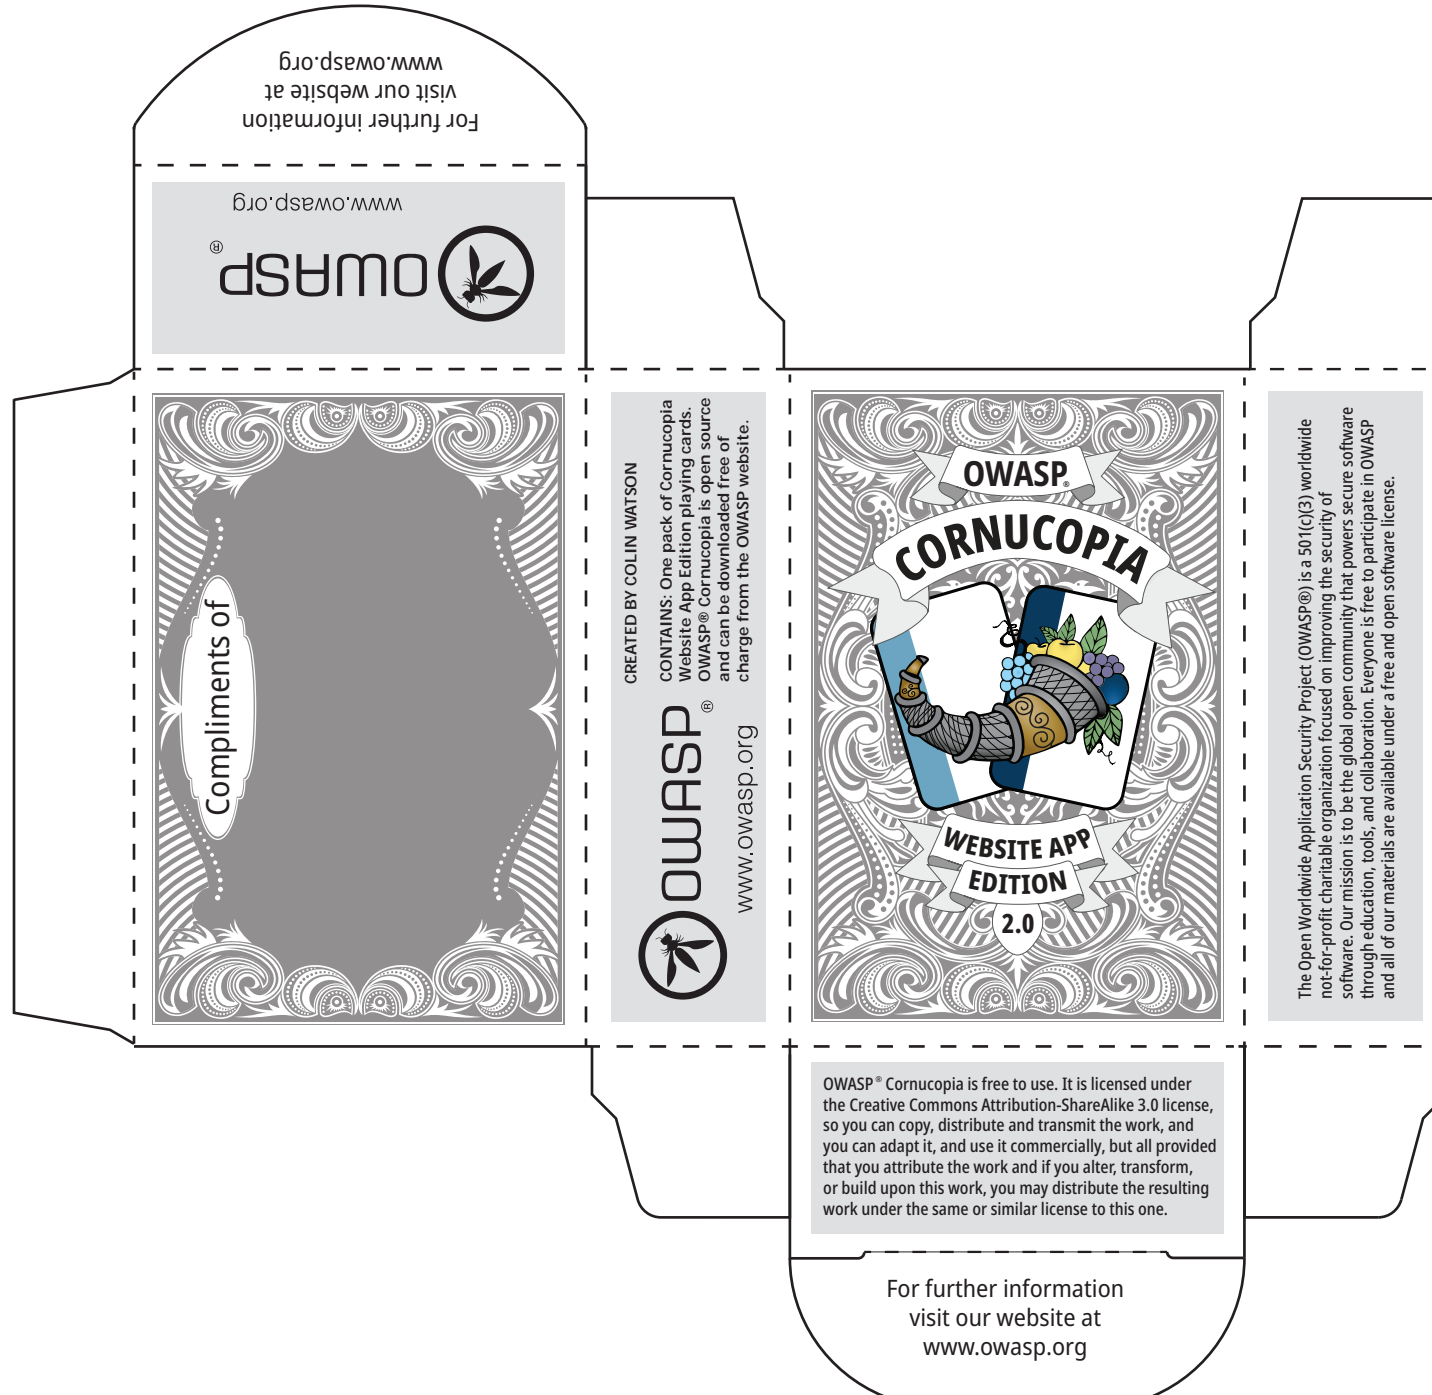 For further information
visit our website at
www.owasp.org
OWASP®
www.owasp.org
Compliments of
CREATED BY COLIN WATSON
CONTAINS: One pack of Cornucopia
Website App Edition playing cards.
OWASP® Cornucopia is open source
and can be downloaded free of
charge from the OWASP website.
OWASP®
www.owasp.org
OWASP®
CORNUCOPIA
WEBSITE APP
EDITION
2.0
The Open Worldwide Application Security Project (OWASP®) is a 501(c)(3) worldwide
not-for-profit charitable organization focused on improving the security of
software. Our mission is to be the global open community that powers secure software
through education, tools, and collaboration. Everyone is free to participate in OWASP
and all of our materials are available under a free and open software license.
OWASP® Cornucopia is free to use. It is licensed under
the Creative Commons Attribution-ShareAlike 3.0 license,
so you can copy, distribute and transmit the work, and
you can adapt it, and use it commercially, but all provided
that you attribute the work and if you alter, transform,
or build upon this work, you may distribute the resulting
work under the same or similar license to this one.
For further information
visit our website at
www.owasp.org